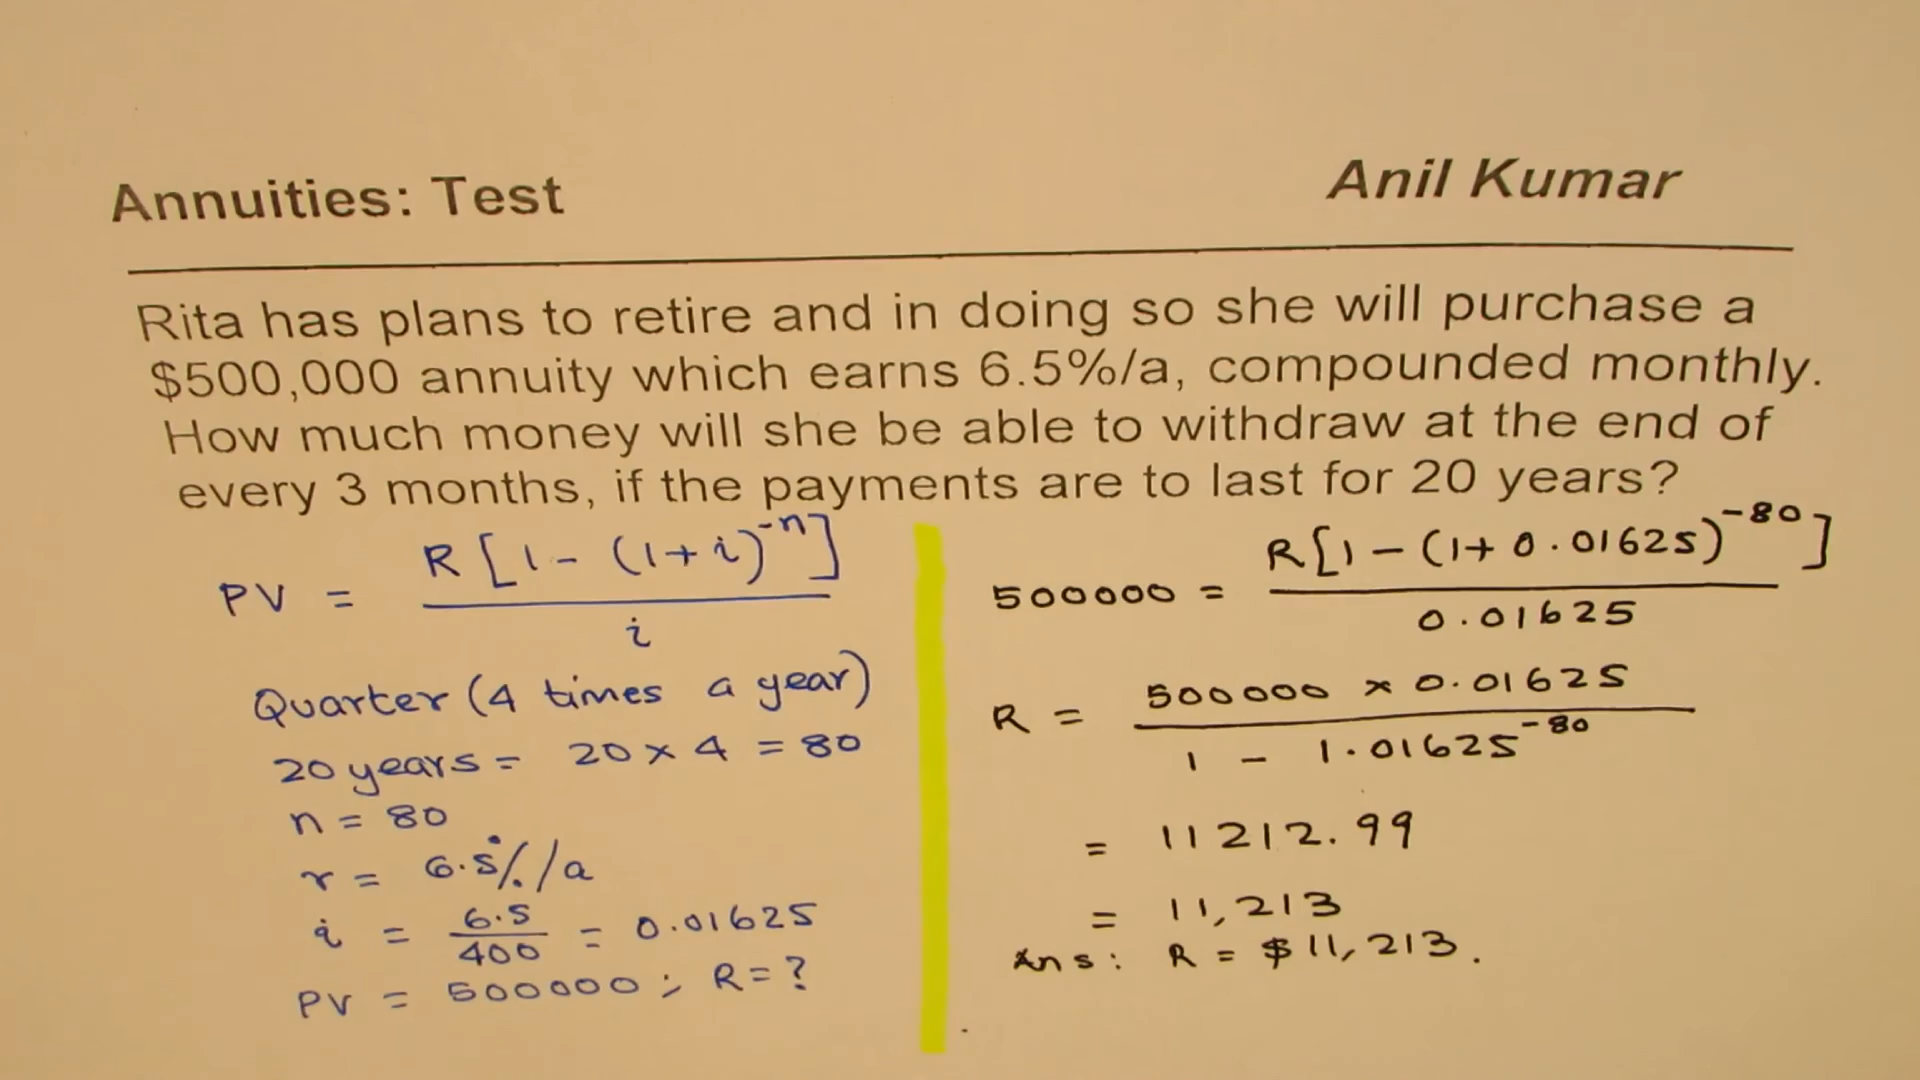 Annuities: Test
Anil Kumar
Rita has plans to retire and in doing so she will purchase a
$500,000 annuity which earns 6.5%/a, compounded monthly.
How much money will she be able to withdraw at the end of
every 3 months, if the payments are to last for 20 years?
PV = R[1 - (1+i)^-n] / i
Quarter (4 times a year)
20 years = 20 x 4 = 80
n = 80
r = 6.5%/a
i = 6.5/400 = 0.01625
PV = 500000; R = ?
500000 = R[1 - (1+0.01625)^-80] / 0.01625
R = 500000 x 0.01625 / 1 - 1.01625^-80
= 11212.99
= 11,213
Ans: R = $11,213.